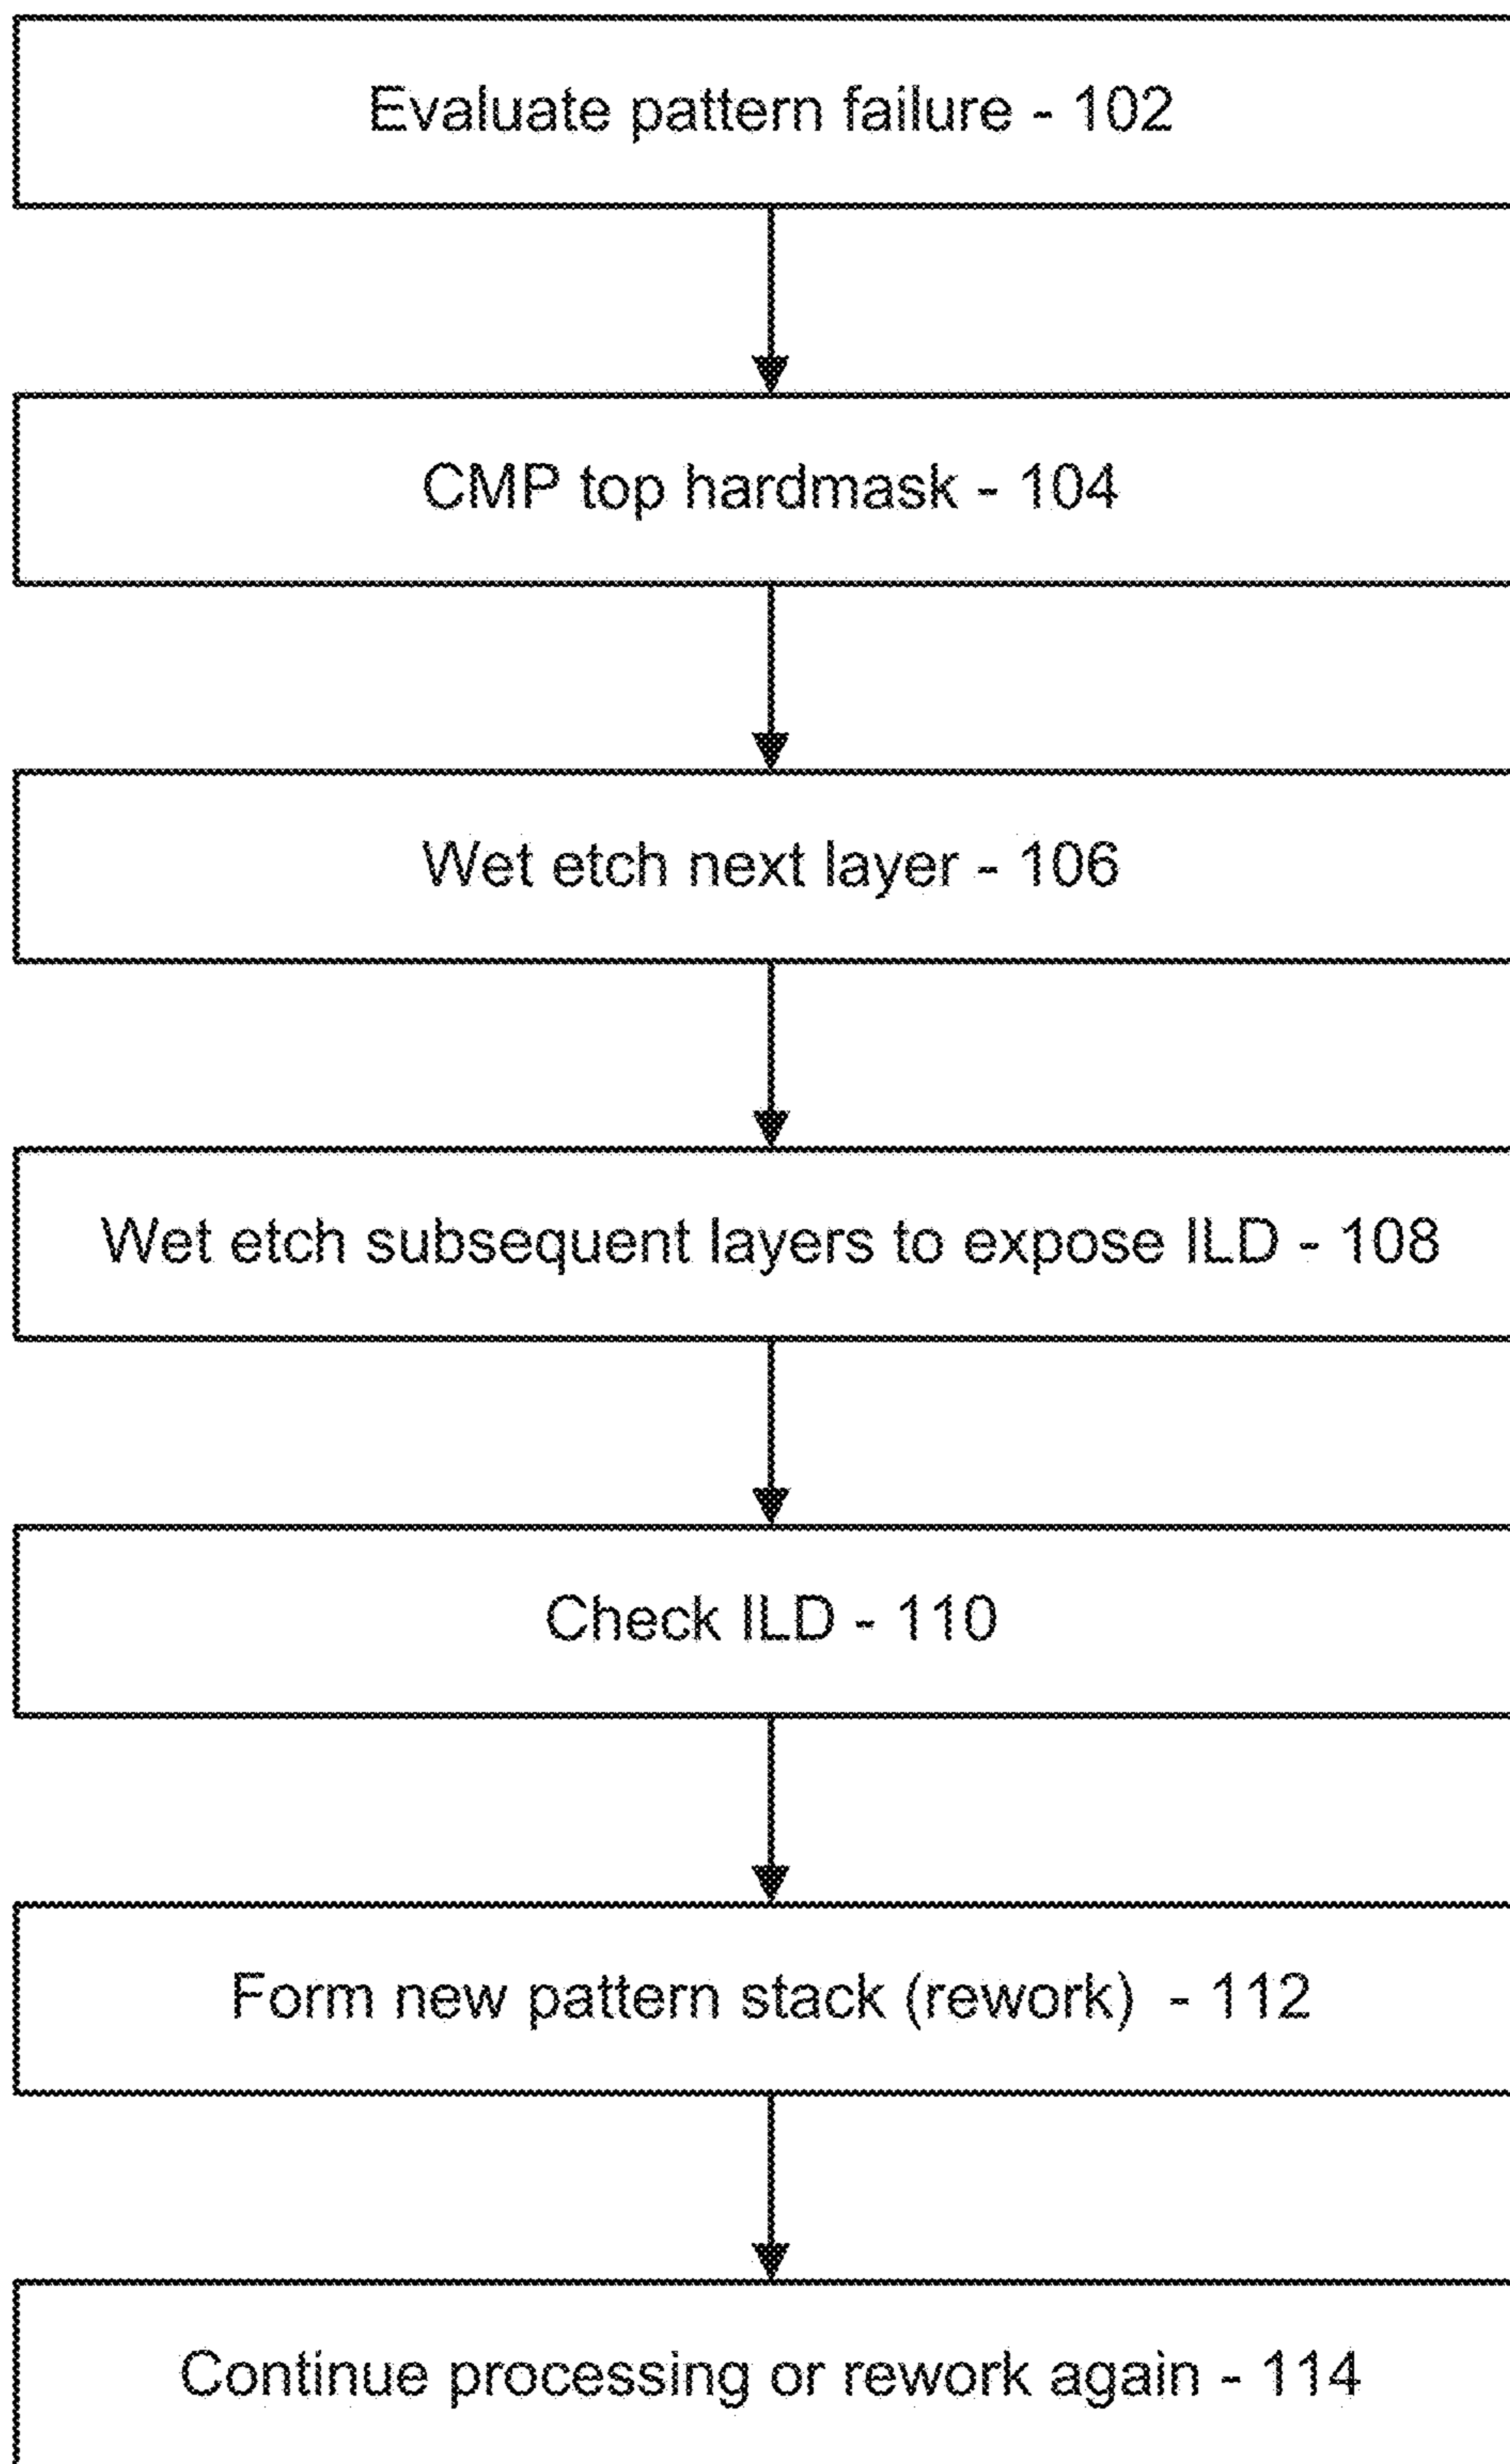 Evaluate pattern failure - 102
CMP top hardmask - 104
Wet etch next layer - 106
Wet etch subsequent layers to expose ILD - 108
Check ILD - 110
Form new pattern stack (rework) - 112
Continue processing or rework again - 114